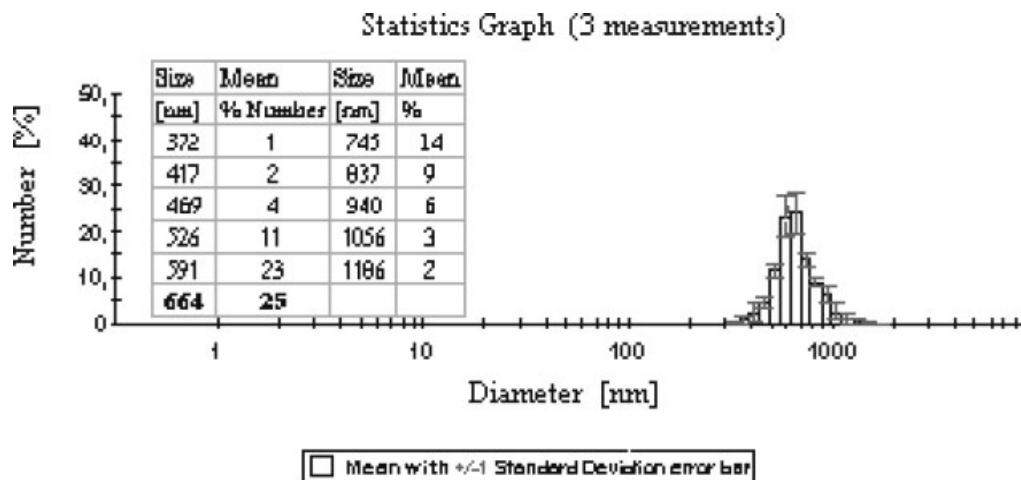 Statistics Graph (3 measurements)
Size Mean Size Mean
[nm] % Number [nm] %
372 1 745 14
417 2 837 9
469 4 940 6
526 11 1056 3
591 23 1186 2
664 25
Number [%]
50,
40,
30,
20,
10,
0
1 10 100 1000
Diameter [nm]
Mean with +/-1 Standard Deviation error bar